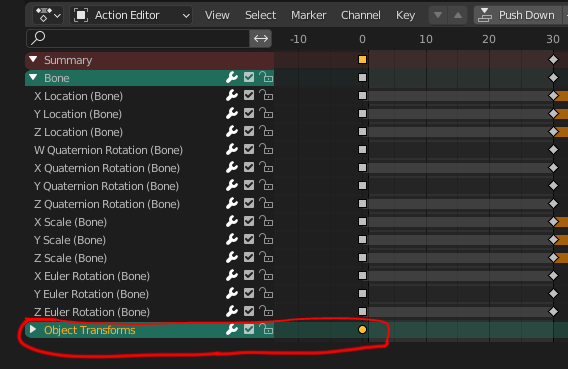 Action Editor View Select Marker Channel Key Push Down
-10 0 10 20 30
Summary
Bone
X Location (Bone)
Y Location (Bone)
Z Location (Bone)
W Quaternion Rotation (Bone)
X Quaternion Rotation (Bone)
Y Quaternion Rotation (Bone)
Z Quaternion Rotation (Bone)
X Scale (Bone)
Y Scale (Bone)
Z Scale (Bone)
X Euler Rotation (Bone)
Y Euler Rotation (Bone)
Z Euler Rotation (Bone)
Object Transforms